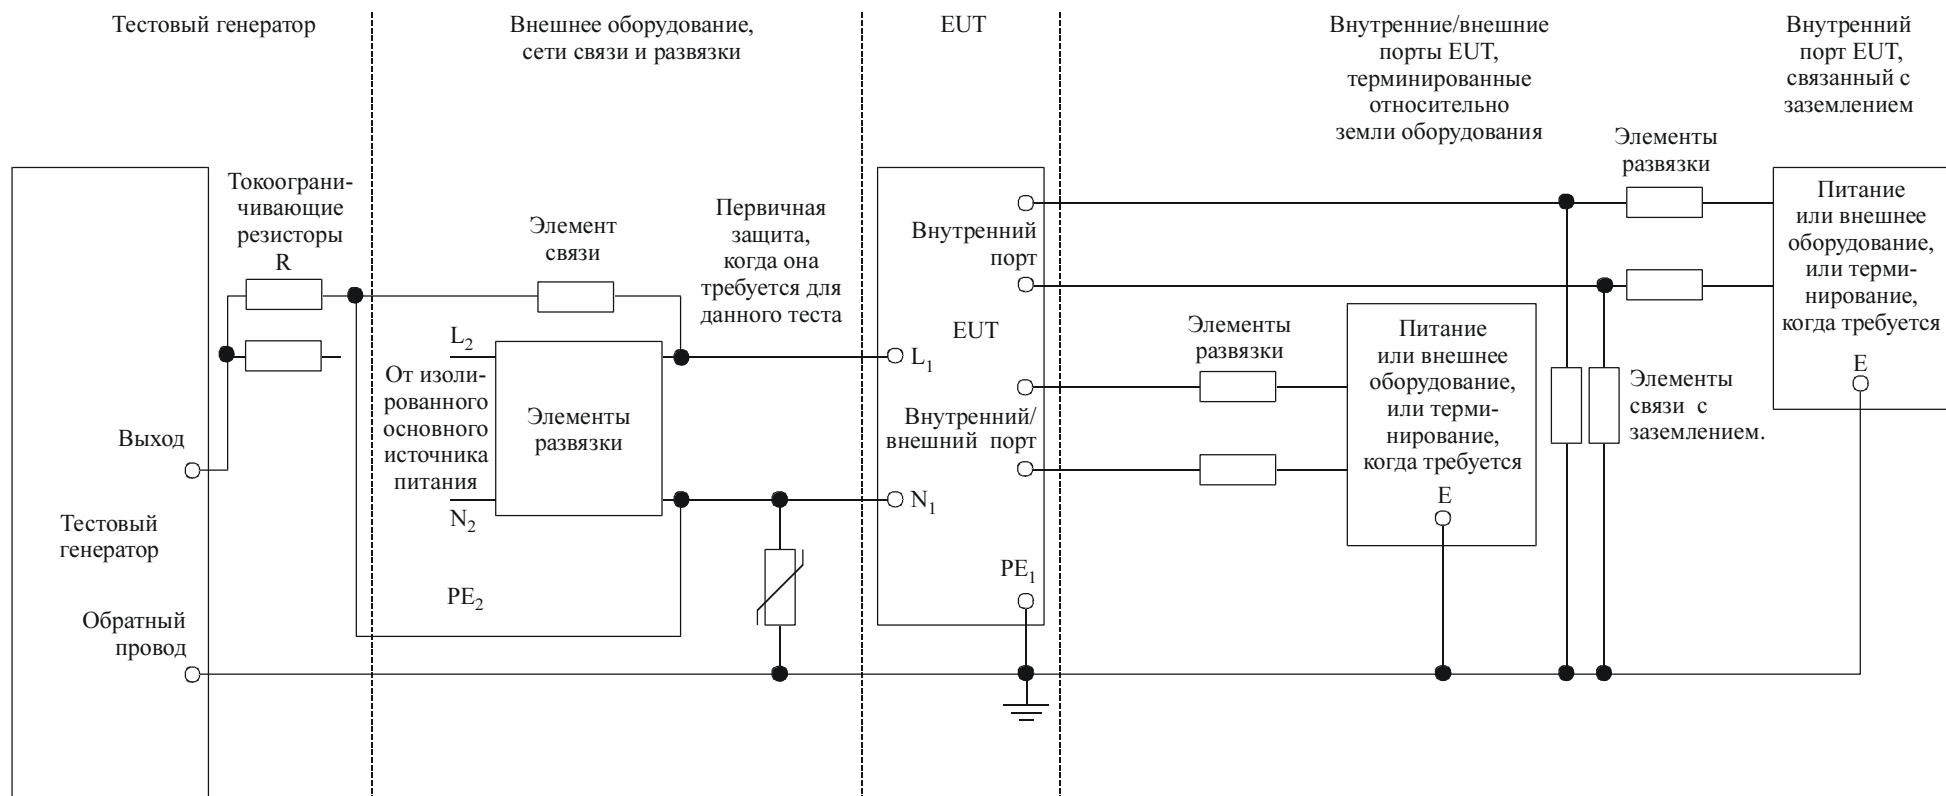 Тестовый генератор
Внешнее оборудование,
сети связи и развязки
EUT
Внутренние/внешние
порты EUT,
терминированные
относительно
земли оборудования
Внутренний
порт EUT,
связанный с
заземлением
Элементы
развязки
Токоограни-
чивающие
резисторы
R
Элемент
связи
Первичная
защита,
когда она
требуется для
данного теста
Внутренний
порт
Питание
или внешнее
оборудование,
или терми-
нирование,
когда требуется
E
L2
От изоли-
рованного
основного
источника
питания
N2
Элементы
развязки
EUT
L1
Внутренний/
внешний порт
N1
Элементы
развязки
Питание
или внешнее
оборудование,
или терми-
нирование,
когда требуется
E
Элементы
связи с
заземлением.
Выход
Тестовый
генератор
PE2
PE1
Обратный
провод